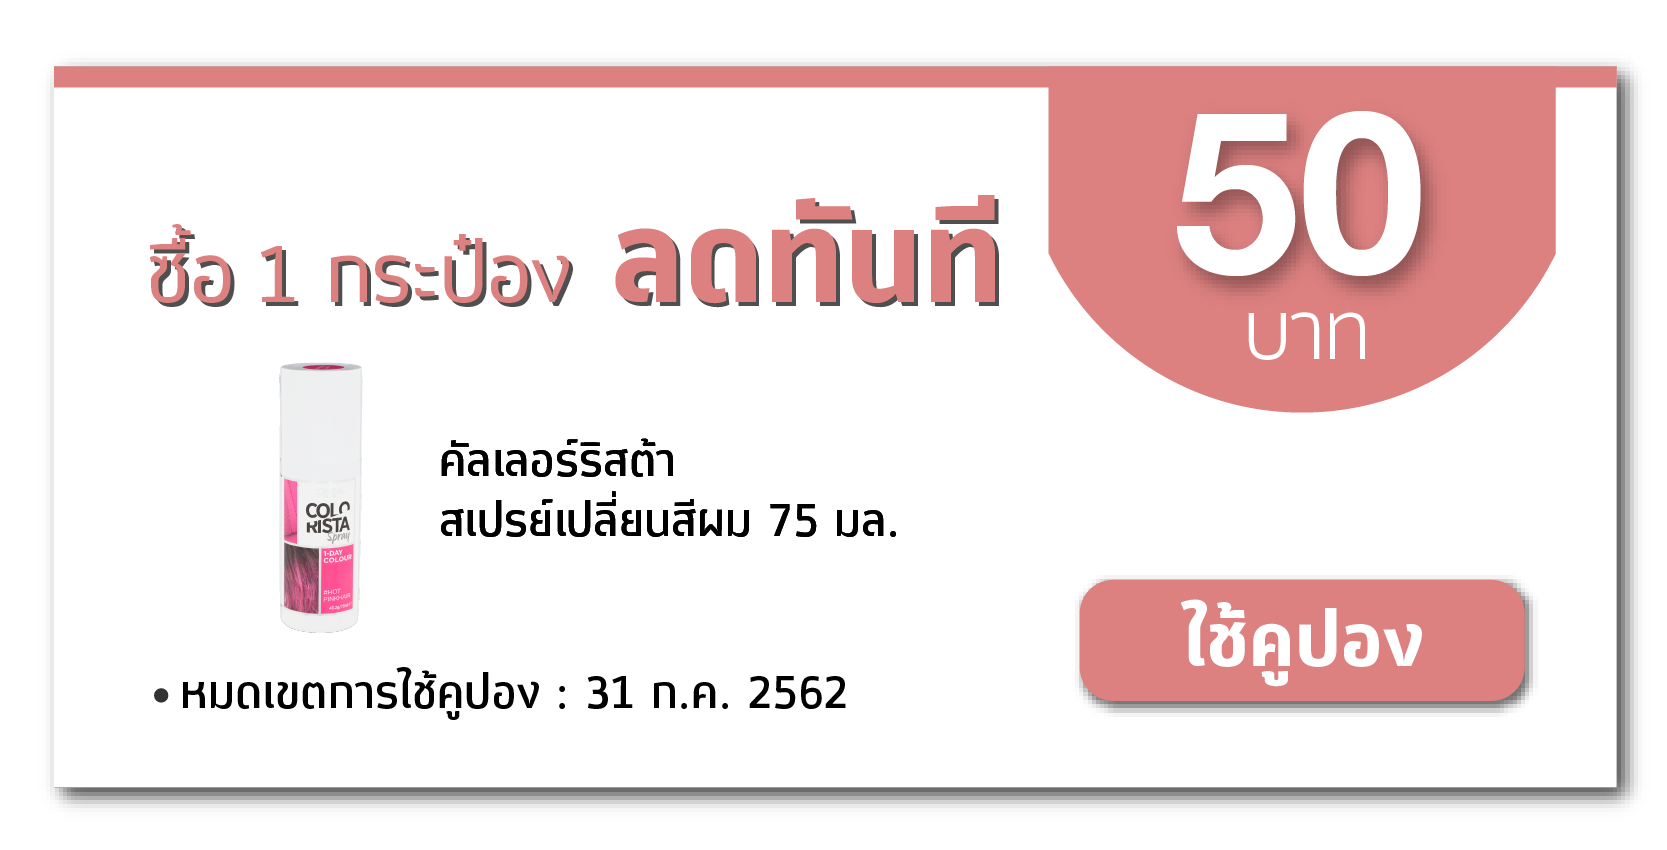 ซื้อ 1 กระป๋อง ลดทันที
50
บาท
COLO
RISTA
Spray
1-DAY
COLOUR
#HOT
PINKHAIR
คัลเลอร์ริสต้า
สเปรย์เปลี่ยนสีผม 75 มล.
• หมดเขตการใช้คูปอง : 31 ก.ค. 2562
ใช้คูปอง